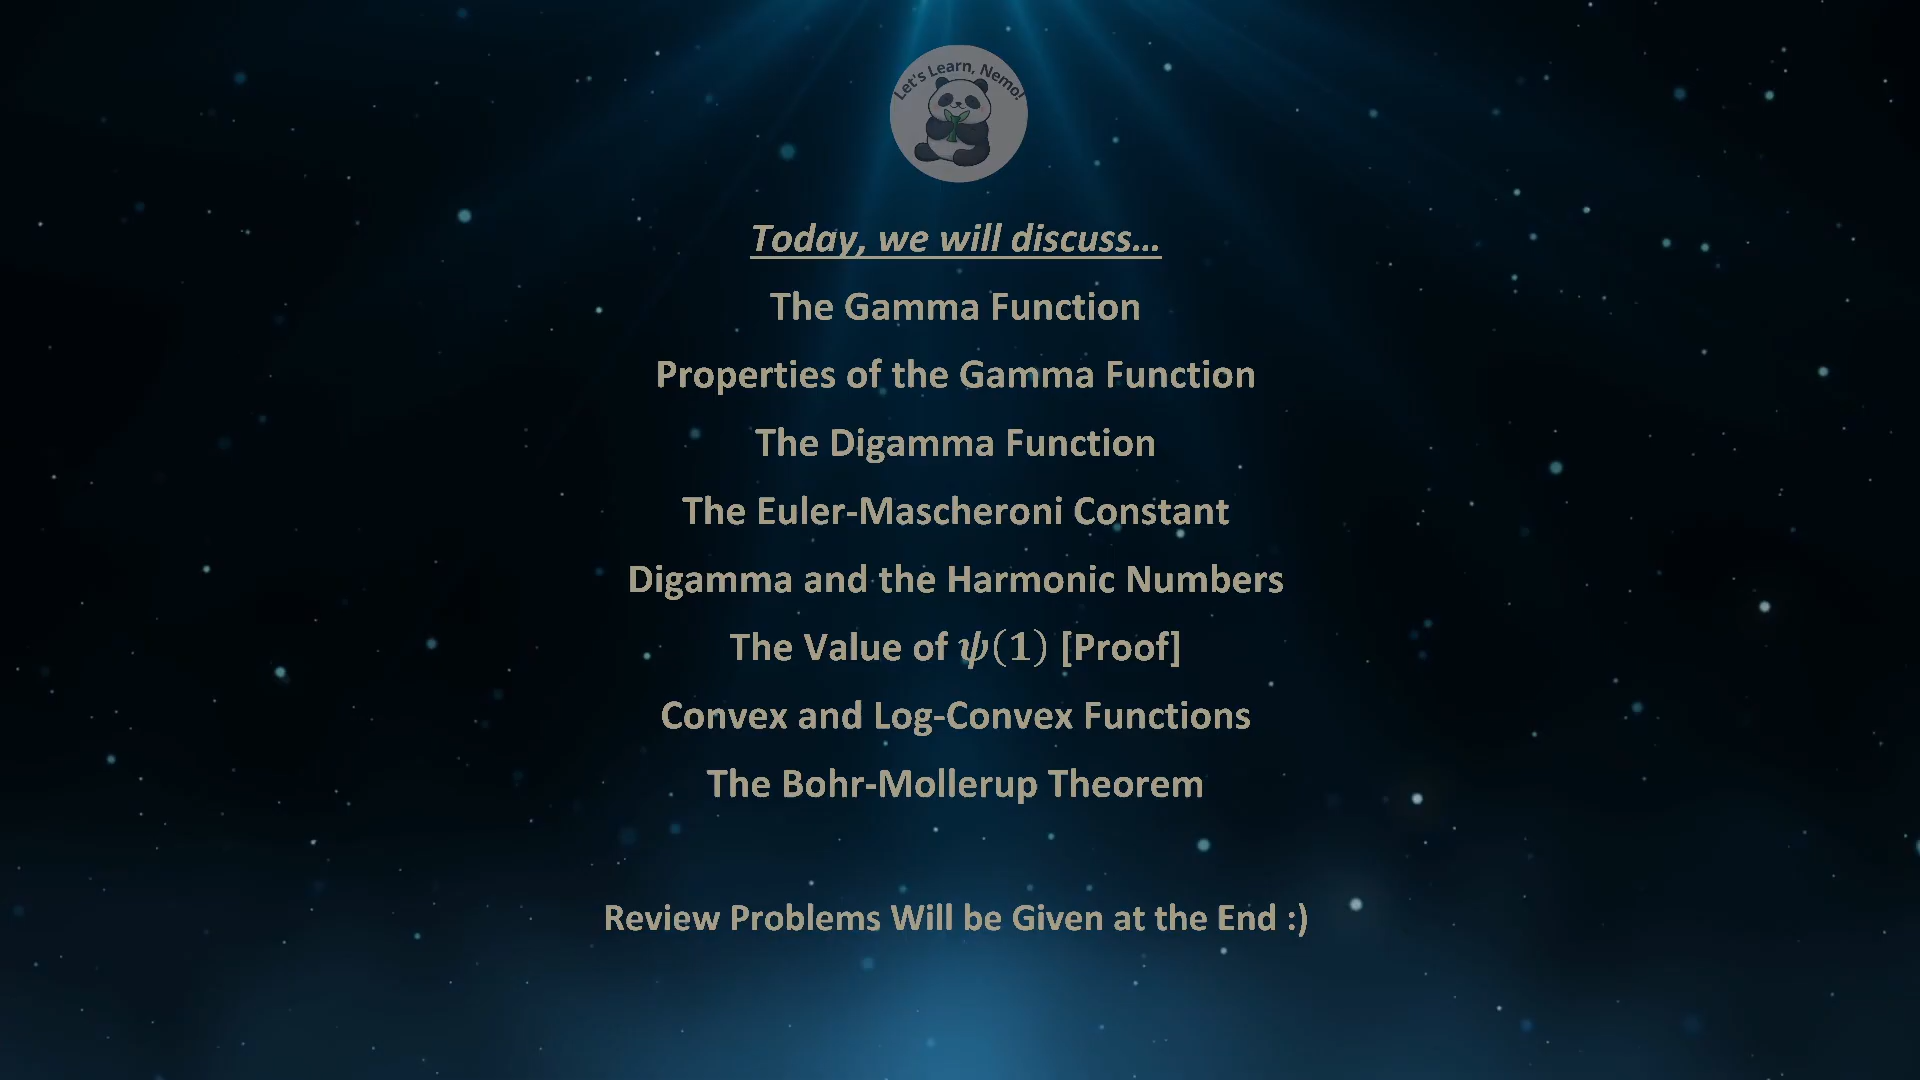 Let's Learn, Nemo!
Today, we will discuss...
The Gamma Function
Properties of the Gamma Function
The Digamma Function
The Euler-Mascheroni Constant
Digamma and the Harmonic Numbers
The Value of 𝝍(𝟏) [Proof]
Convex and Log-Convex Functions
The Bohr-Mollerup Theorem
Review Problems Will be Given at the End :)